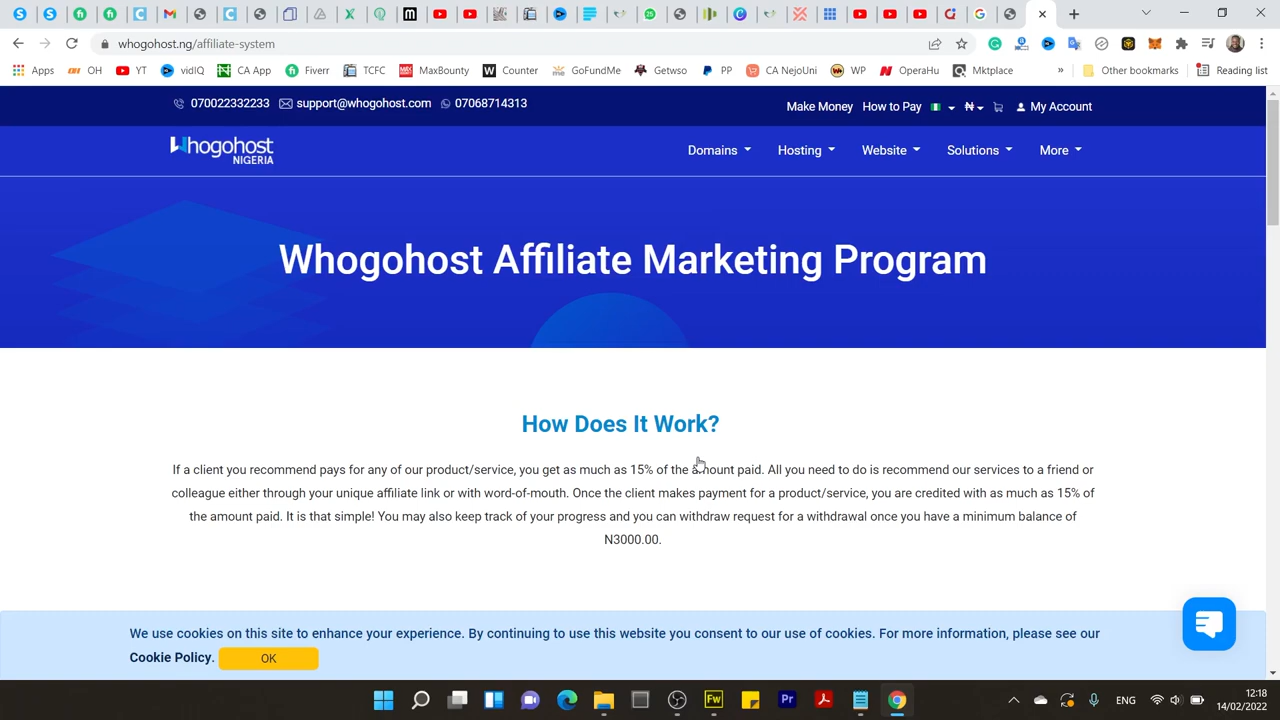 whogohost.ng/affiliate-system
Apps OH YT vidIQ CA App Fiverr TCFC MaxBounty Counter GoFundMe Getwso PP CA NejoUni WP OperaHu Mktplace » Other bookmarks Reading list
070022332233 support@whogohost.com 07068714313 Make Money How to Pay ₦ My Account
Whogohost
NIGERIA
Domains Hosting Website Solutions More
Whogohost Affiliate Marketing Program
How Does It Work?
If a client you recommend pays for any of our product/service, you get as much as 15% of the amount paid. All you need to do is recommend our services to a friend or
colleague either through your unique affiliate link or with word-of-mouth. Once the client makes payment for a product/service, you are credited with as much as 15% of
the amount paid. It is that simple! You may also keep track of your progress and you can withdraw request for a withdrawal once you have a minimum balance of
N3000.00.
We use cookies on this site to enhance your experience. By continuing to use this website you consent to our use of cookies. For more information, please see our
Cookie Policy. OK
ENG
12:18
14/02/2022